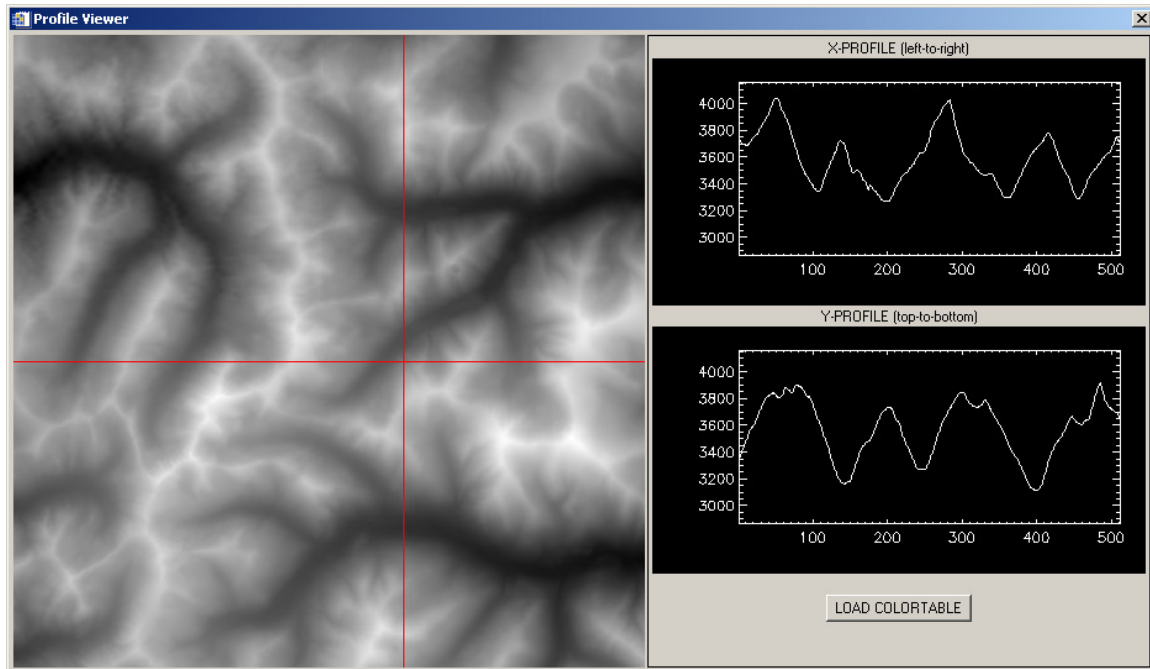 Profile Viewer
X-PROFILE (left-to-right)
4000
3800
3600
3400
3200
3000
100 200 300 400 500
Y-PROFILE (top-to-bottom)
4000
3800
3600
3400
3200
3000
100 200 300 400 500
LOAD COLORTABLE